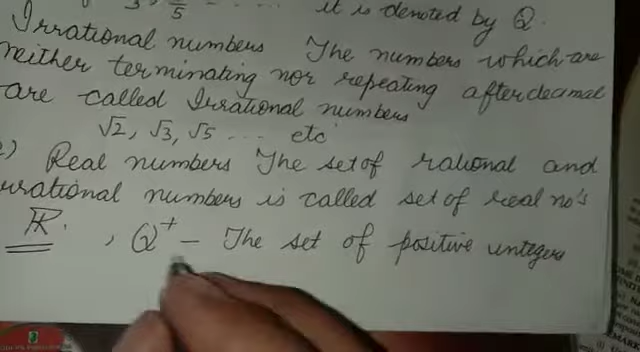 3, /5 - - - - it is denoted by Q.
Irrational numbers The numbers which are
neither terminating nor repeating after decimal
are called Irrational numbers
√2, √3, √5 .... etc
) Real numbers The set of rational and
irrational numbers is called set of real no's
R. , Q⁺ - The set of positive integers